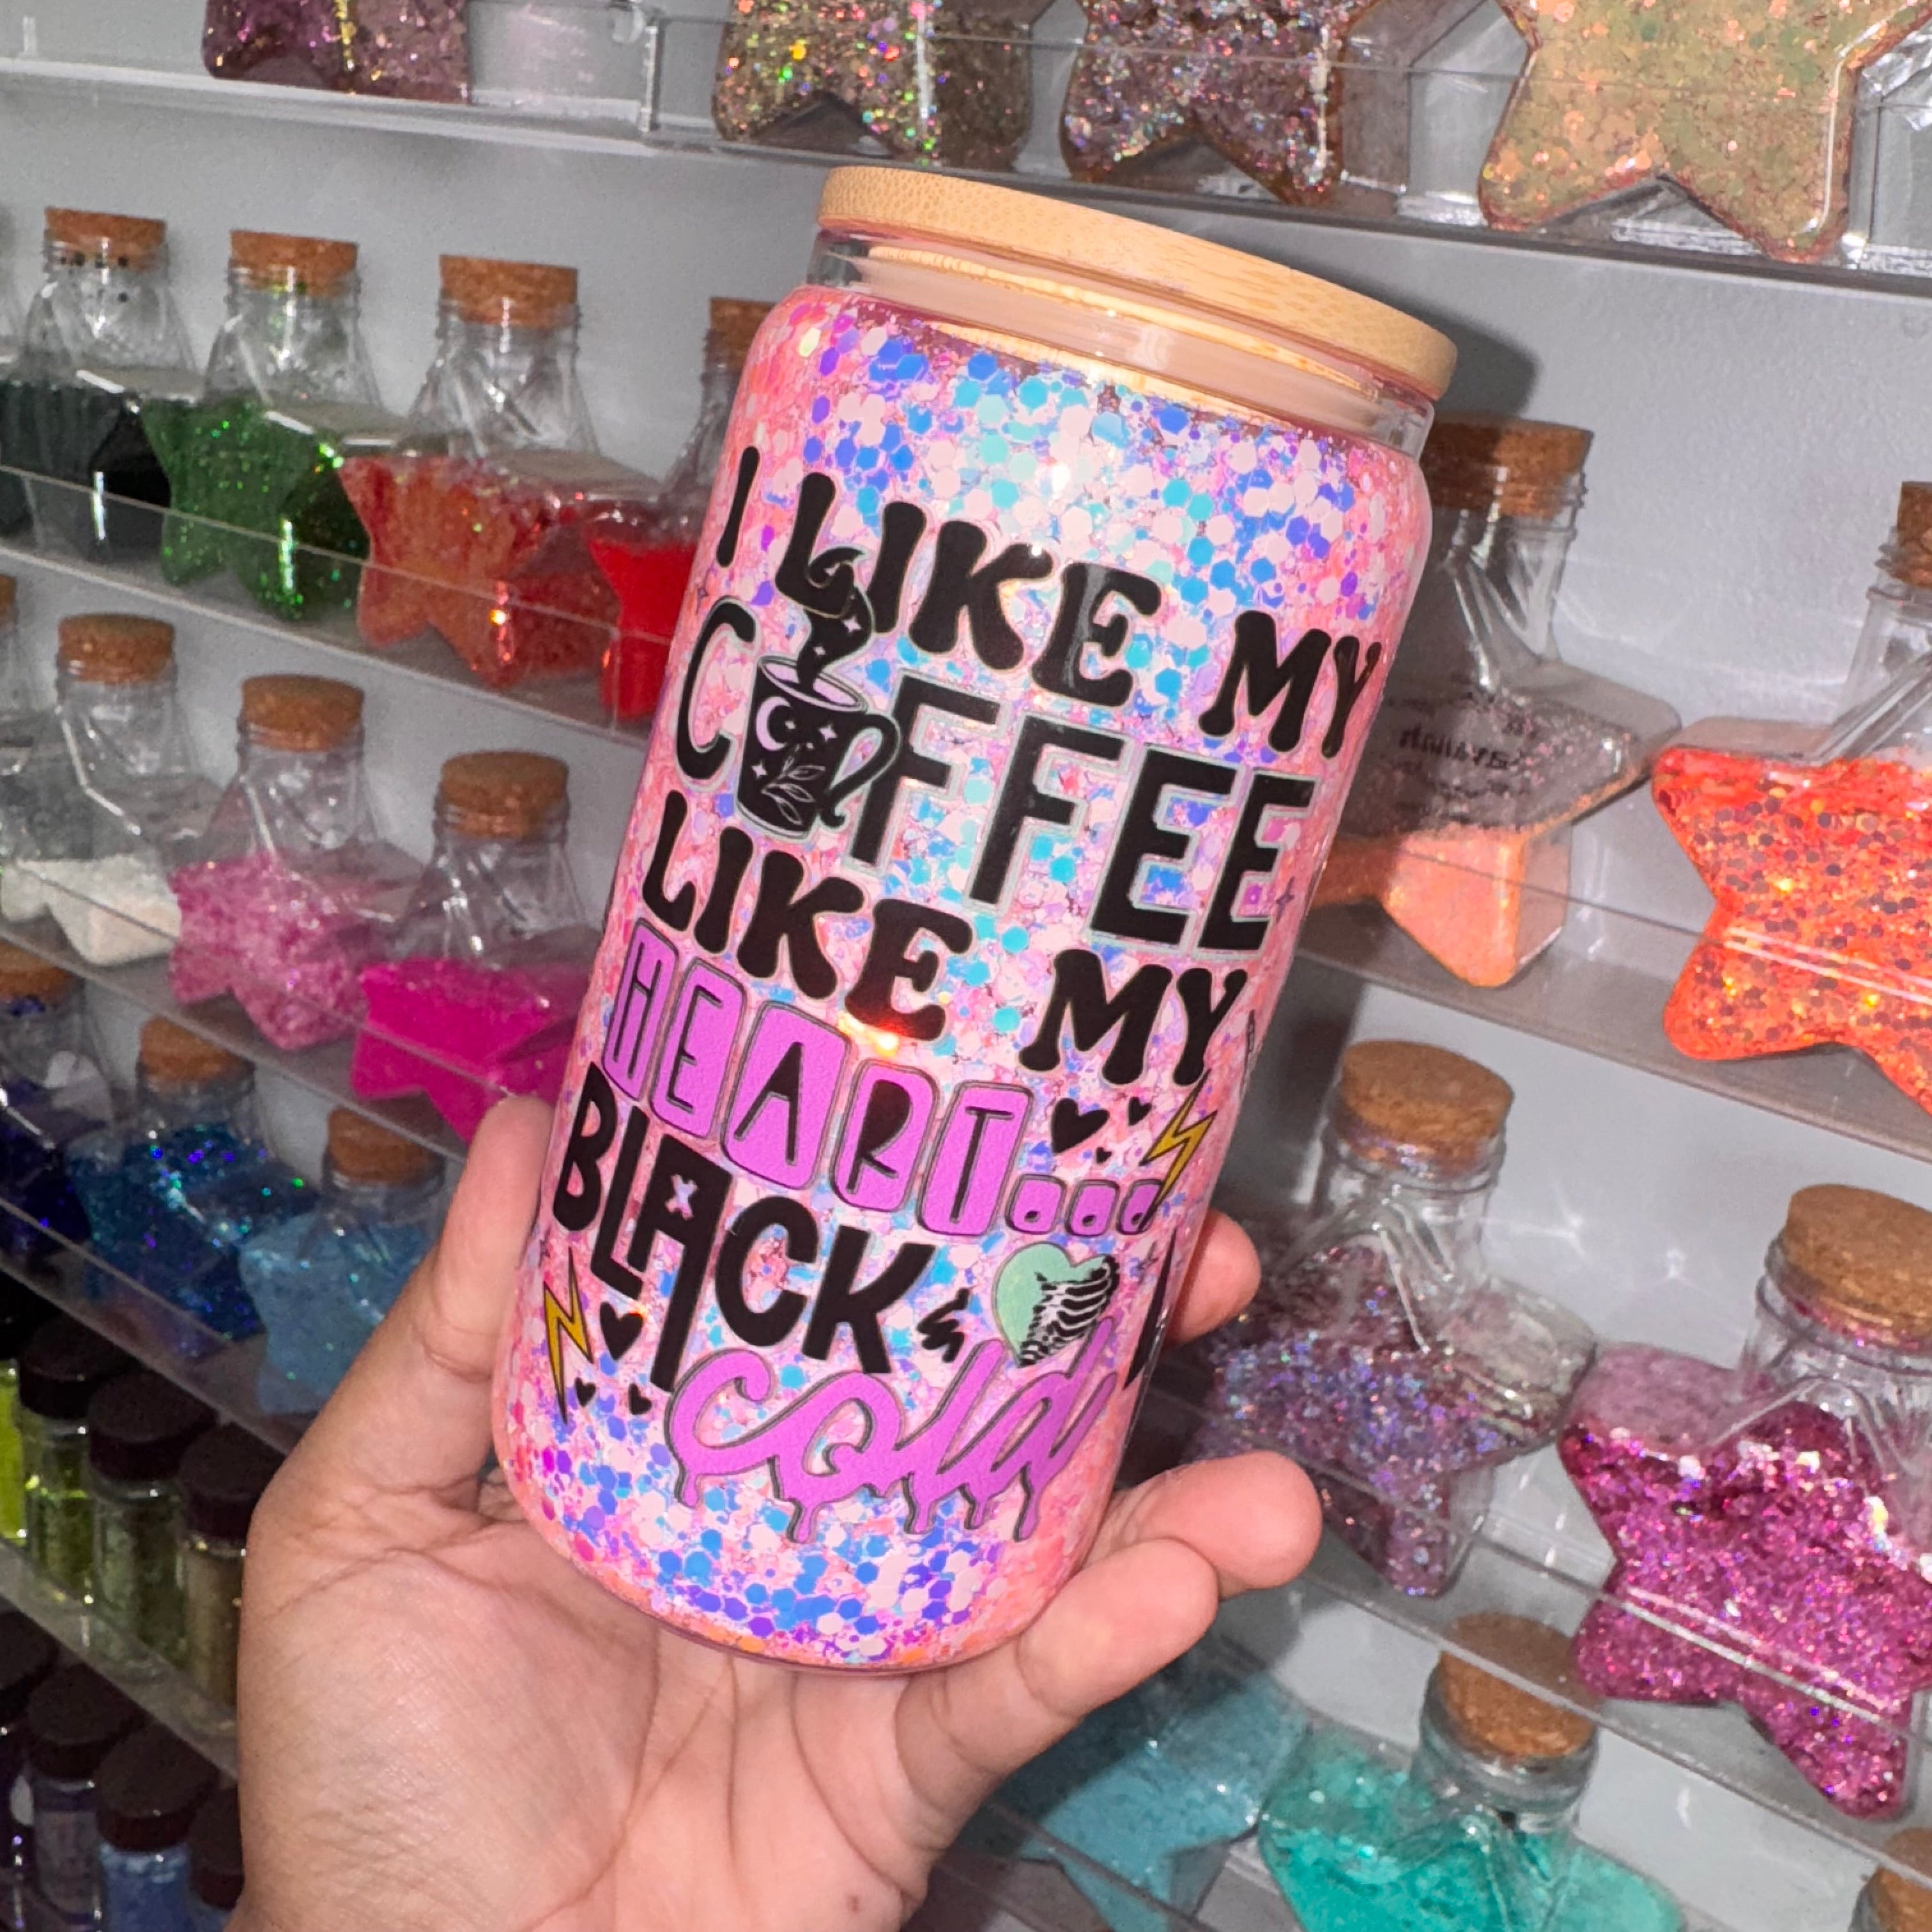 I LIKE MY
COFFEE
LIKE MY
HEART...
BLACK &
cold